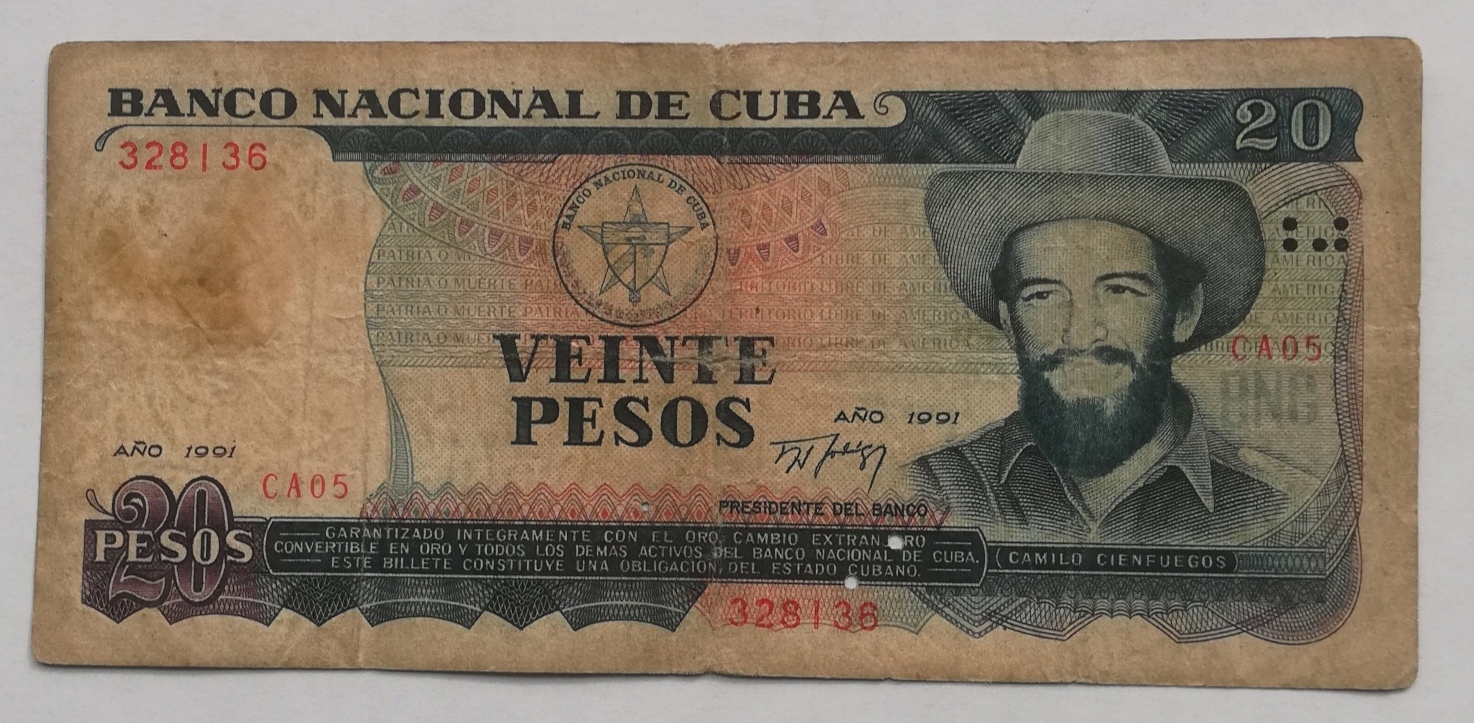 BANCO NACIONAL DE CUBA
20
328136
BANCO NACIONAL DE CUBA
PATRIA O MUERTE
TERRITORIO LIBRE DE AMERICA
VEINTE
PESOS
CA05
AÑO 1991
AÑO 1991
CA05
PRESIDENTE DEL BANCO
20
PESOS
GARANTIZADO INTEGRAMENTE CON EL ORO, CAMBIO EXTRANJERO
CONVERTIBLE EN ORO Y TODOS LOS DEMAS ACTIVOS DEL BANCO NACIONAL DE CUBA.
ESTE BILLETE CONSTITUYE UNA OBLIGACION DEL ESTADO CUBANO.
(CAMILO CIENFUEGOS)
328136